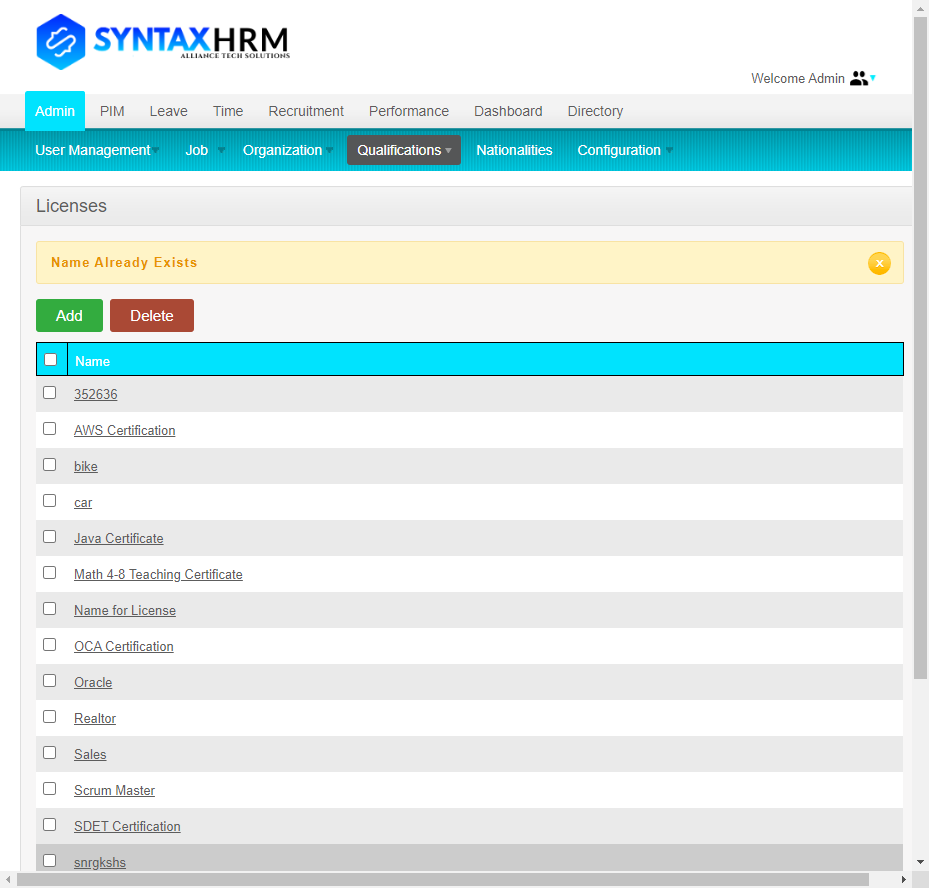 SYNTAXHRM
ALLIANCE TECH SOLUTIONS
Welcome Admin
Admin PIM Leave Time Recruitment Performance Dashboard Directory
User Management Job Organization Qualifications Nationalities Configuration
Licenses
Name Already Exists
Add Delete
Name
352636
AWS Certification
bike
car
Java Certificate
Math 4-8 Teaching Certificate
Name for License
OCA Certification
Oracle
Realtor
Sales
Scrum Master
SDET Certification
snrgkshs